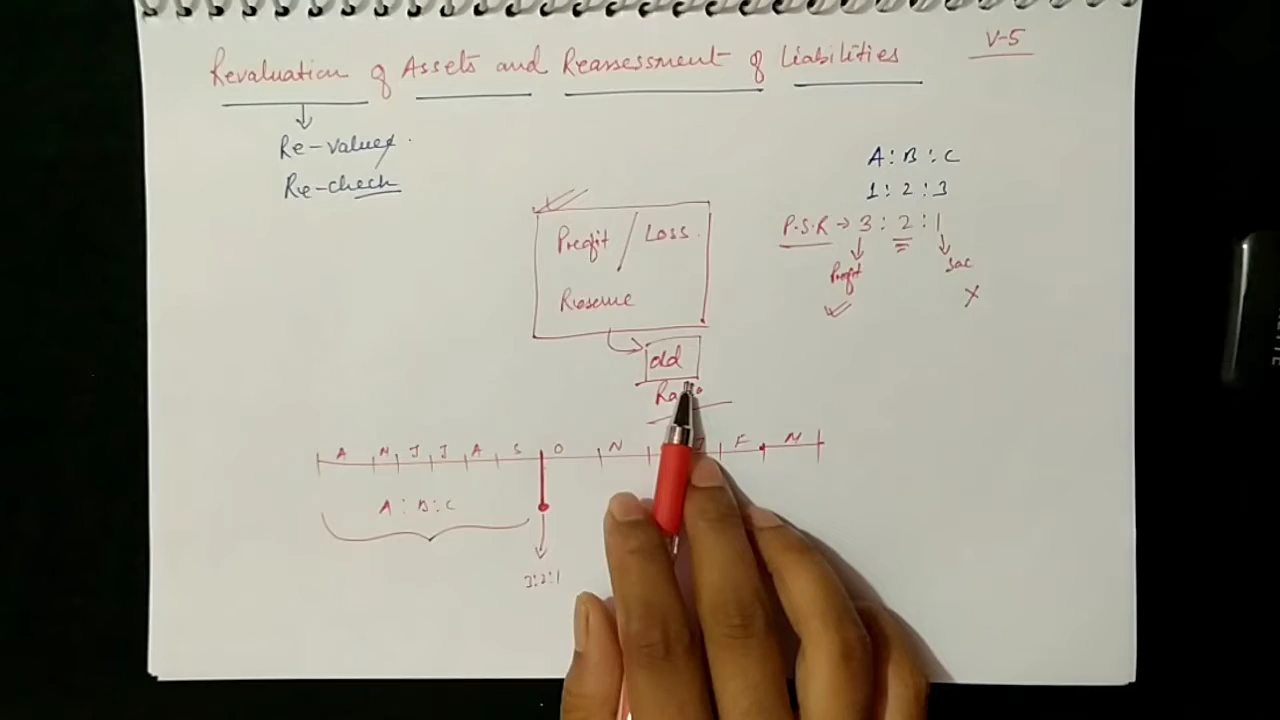 Revaluation of Assets and Reassessment of Liabilities
V-5
Re-valued.
Re-check
A : B : C
1 : 2 : 3
P.S.R → 3 : 2 : 1
Profit
Sac
Profit / Loss.
Reserve
old
A M J J A S O N J F M
A : B : C
3:2:1